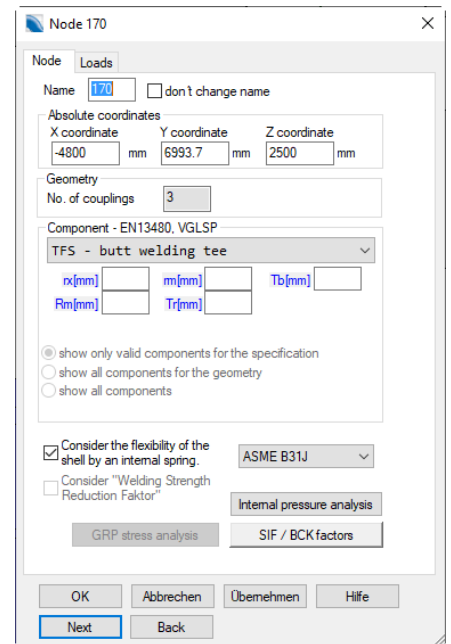 Node 170
Node Loads
Name 170 don't change name
Absolute coordinates
X coordinate Y coordinate Z coordinate
-4800 mm 6993.7 mm 2500 mm
Geometry
No. of couplings 3
Component - EN13480, VGLSP
TFS - butt welding tee
rx[mm] rm[mm] Tb[mm]
Rm[mm] Tr[mm]
show only valid components for the specification
show all components for the geometry
show all components
Consider the flexibility of the
shell by an internal spring. ASME B31J
Consider "Welding Strength
Reduction Faktor"
Internal pressure analysis
GRP stress analysis SIF / BCK factors
OK Abbrechen Übernehmen Hilfe
Next Back